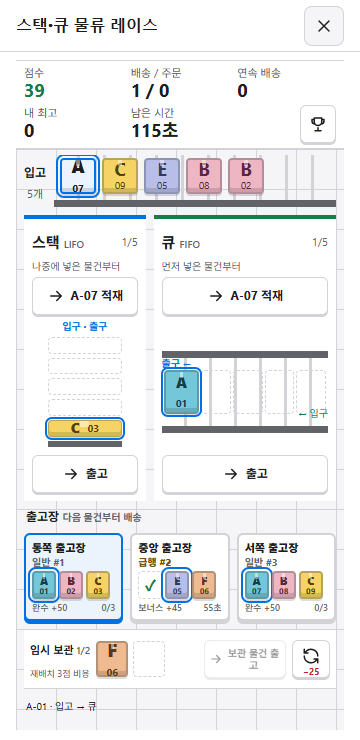 스택·큐 물류 레이스
점수
39
배송 / 주문
1 / 0
연속 배송
0
내 최고
0
남은 시간
115초
입고
5개
A
07
C
09
E
05
B
08
B
02
스택 LIFO 1/5
나중에 넣은 물건부터
→ A-07 적재
입구·출구
C 03
→ 출고
큐 FIFO 1/5
먼저 넣은 물건부터
→ A-07 적재
출구 ←
A
01
← 입구
→ 출고
출고장 다음 물건부터 배송
동쪽 출고장
일반 #1
A
01
B
02
C
03
완수 +50 0/3
중앙 출고장
급행 #2
✓
E
05
F
06
보너스 +45 55초
서쪽 출고장
일반 #3
A
07
B
08
C
09
완수 +50 0/3
임시 보관 1/2
재배치 3점 비용
F
06
→ 보관 물건 출고
−25
A-01 · 입고 → 큐